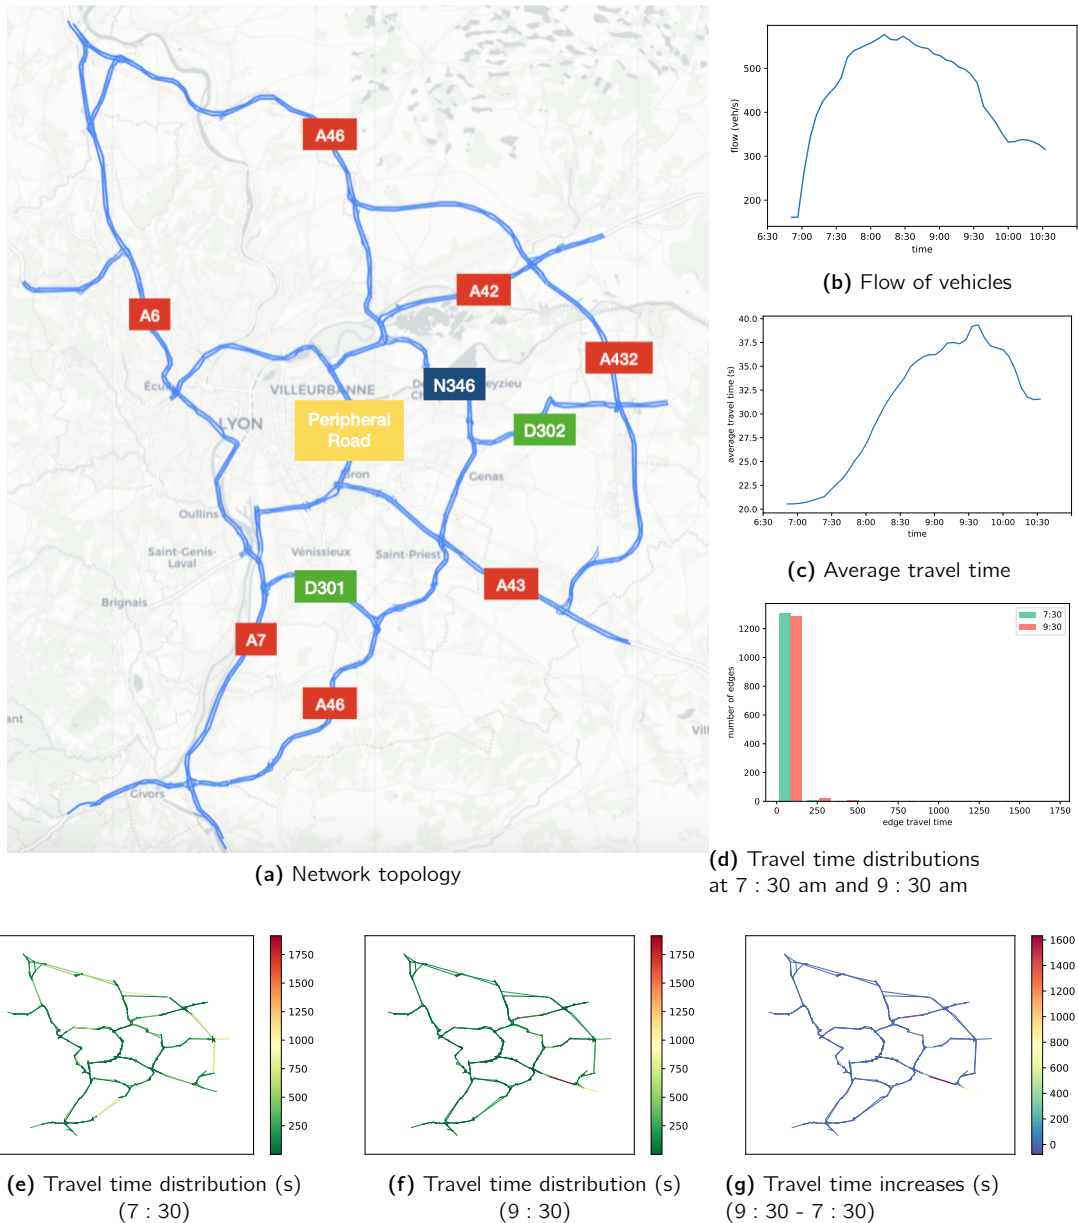 A46
A42
A6
A432
Écu
VILLEURBANNE
N346
eyzieu
LYON
Peripheral
Road
D302
Bron
Genas
Oullins
Saint-Genis-
Laval
Vénissieux
Saint-Priest
D301
A43
Brignais
A7
A46
ant
Vill
Givors
(a) Network topology
500
400
300
200
flow (veh/s)
6:30 7:00 7:30 8:00 8:30 9:00 9:30 10:00 10:30
time
(b) Flow of vehicles
40.0
37.5
35.0
32.5
30.0
27.5
25.0
22.5
20.0
average travel time (s)
6:30 7:00 7:30 8:00 8:30 9:00 9:30 10:00 10:30
time
(c) Average travel time
7:30
9:30
1200
1000
800
600
400
200
0
number of edges
0 250 500 750 1000 1250 1500 1750
edge travel time
(d) Travel time distributions
at 7 : 30 am and 9 : 30 am
1750
1500
1250
1000
750
500
250
(e) Travel time distribution (s)
(7 : 30)
1750
1500
1250
1000
750
500
250
(f) Travel time distribution (s)
(9 : 30)
1600
1400
1200
1000
800
600
400
200
0
(g) Travel time increases (s)
(9 : 30 - 7 : 30)